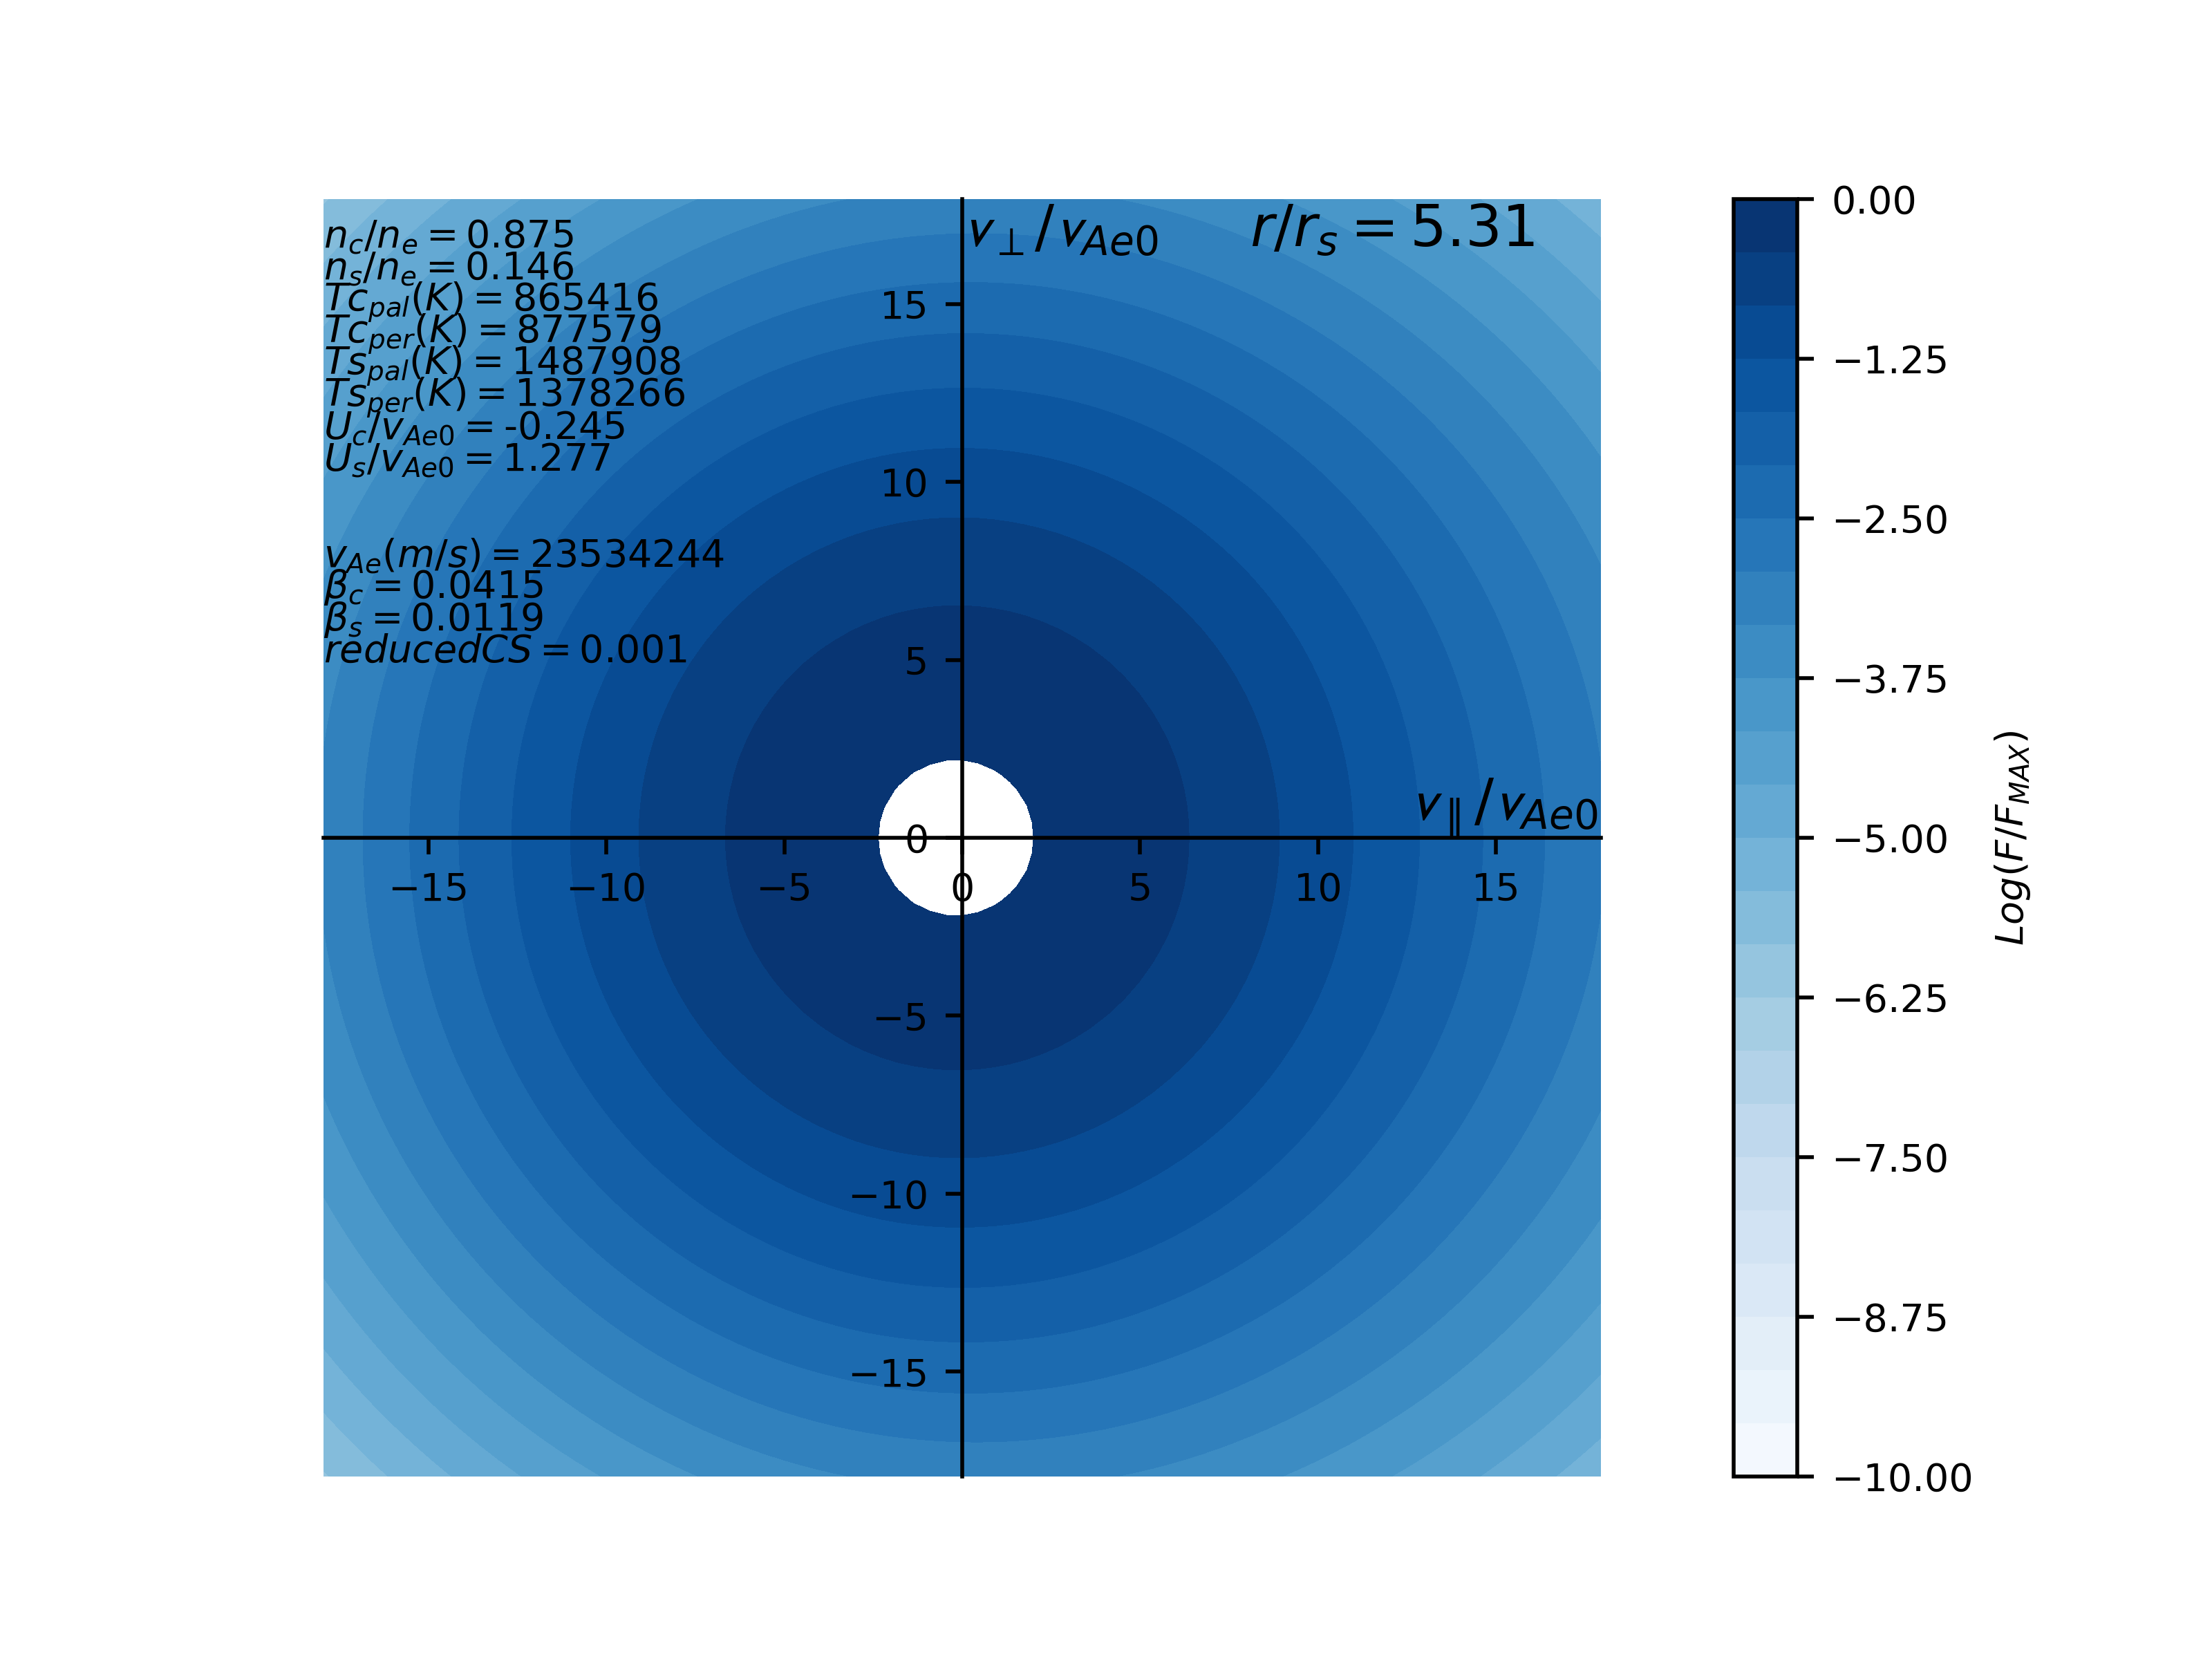 n_c/n_e = 0.875
n_s/n_e = 0.146
Tc_pal(K) = 865416
Tc_per(K) = 877579
Ts_pal(K) = 1487908
Ts_per(K) = 1378266
U_c/v_Ae0 = -0.245
U_s/v_Ae0 = 1.277
v_Ae(m/s) = 23534244
β_c = 0.0415
β_s = 0.0119
reducedCS = 0.001
v_⊥/v_Ae0
r/r_s = 5.31
15
10
5
0
−5
−10
−15
v_∥/v_Ae0
−15 −10 −5 0 5 10 15
0.00
−1.25
−2.50
−3.75
−5.00
−6.25
−7.50
−8.75
−10.00
Log(F/F_MAX)